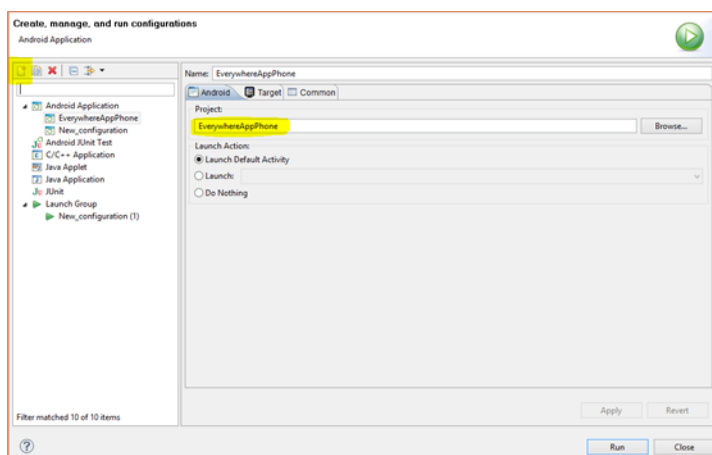 Create, manage, and run configurations
Android Application
Name: EverywhereAppPhone
Android Target Common
Project:
EverywhereAppPhone Browse...
Launch Action:
Launch Default Activity
Launch:
Do Nothing
Android Application
EverywhereAppPhone
New_configuration
Android JUnit Test
C/C++ Application
Java Applet
Java Application
JUnit
Launch Group
New_configuration (1)
Filter matched 10 of 10 items
Apply Revert
Run Close